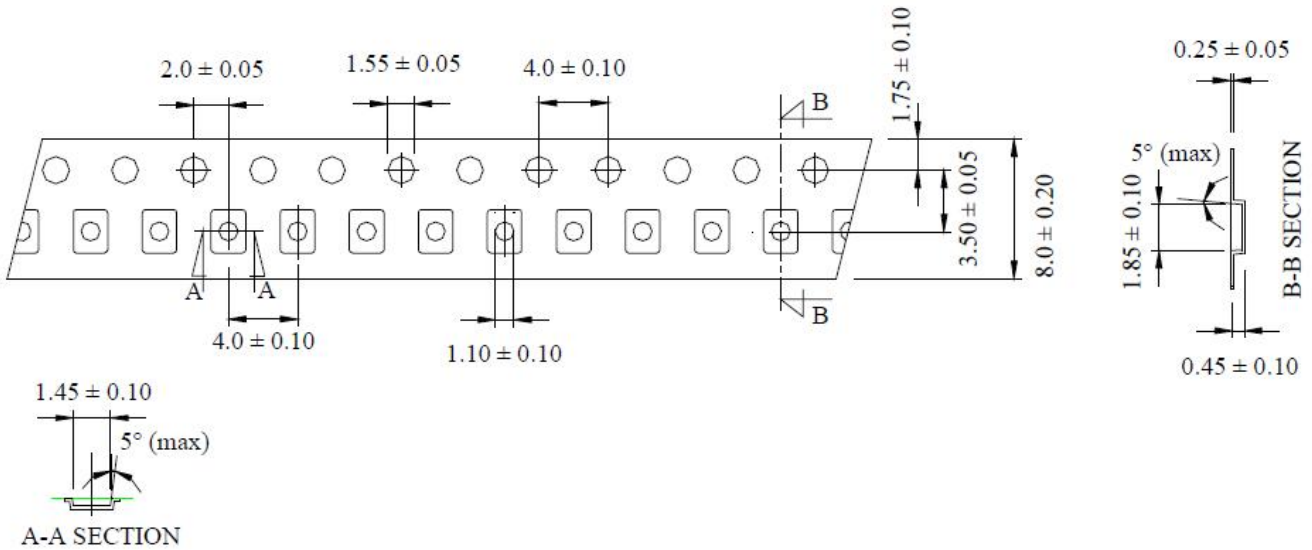 2.0 ± 0.05
1.55 ± 0.05
4.0 ± 0.10
B
1.75 ± 0.10
3.50 ± 0.05
8.0 ± 0.20
A
A
4.0 ± 0.10
1.10 ± 0.10
B
0.25 ± 0.05
5° (max)
1.85 ± 0.10
B-B SECTION
0.45 ± 0.10
1.45 ± 0.10
5° (max)
A-A SECTION